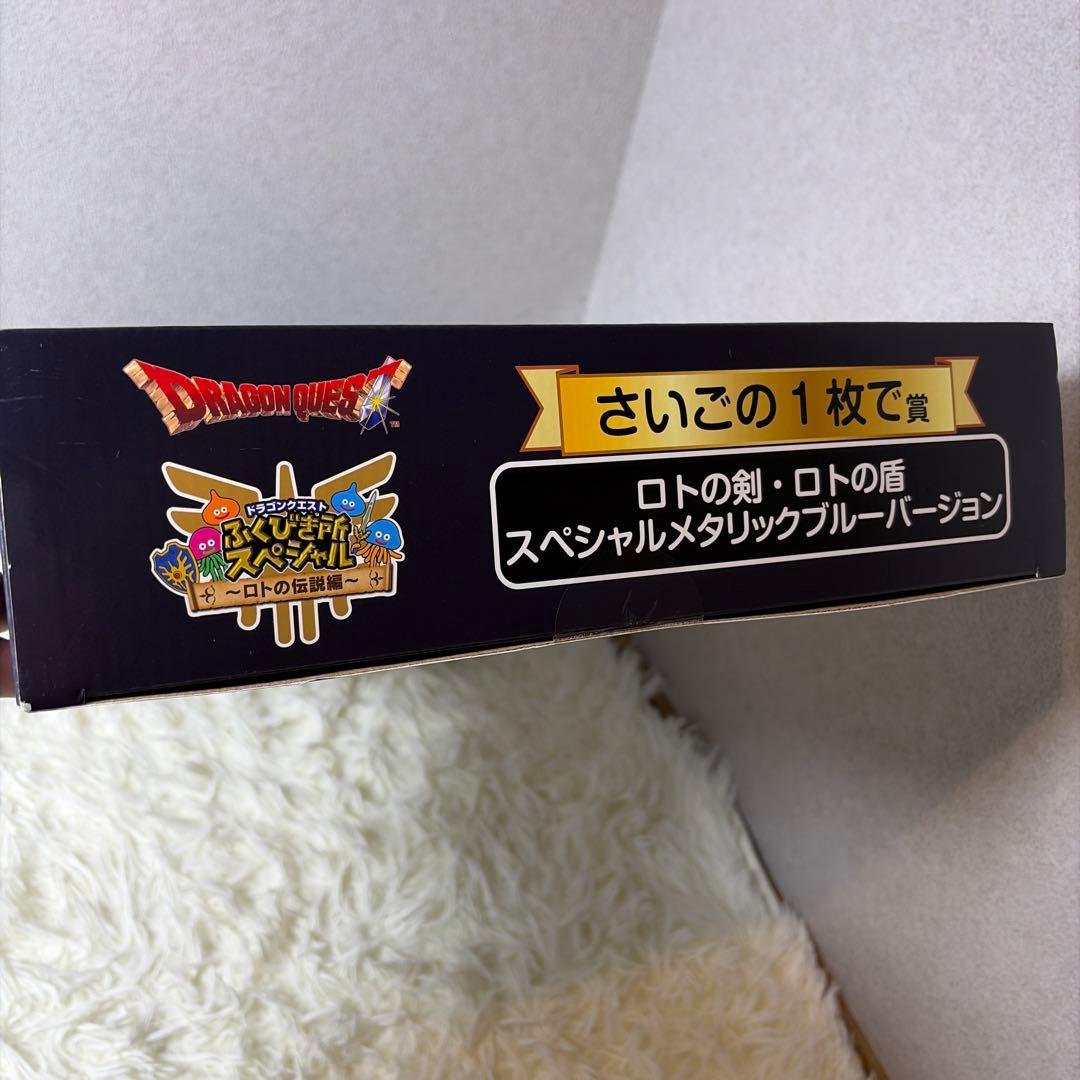 DRAGON QUEST
TM
ドラゴンクエスト
ふくびき所
スペシャル
～ロトの伝説編～
さいごの1枚で賞
ロトの剣・ロトの盾
スペシャルメタリックブルーバージョン